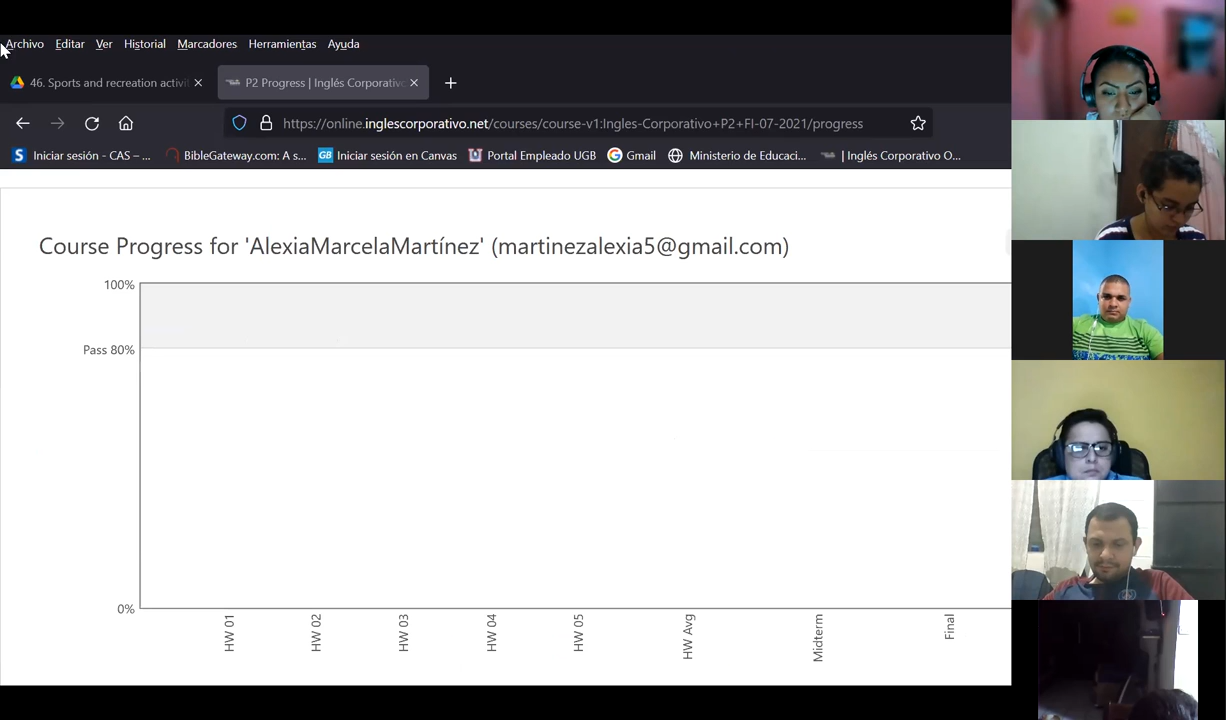 Archivo Editar Ver Historial Marcadores Herramientas Ayuda
46. Sports and recreation activi
P2 Progress | Inglés Corporativo
https://online.inglescorporativo.net/courses/course-v1:Ingles-Corporativo+P2+FI-07-2021/progress
Iniciar sesión - CAS – ... BibleGateway.com: A s... Iniciar sesión en Canvas Portal Empleado UGB Gmail Ministerio de Educaci... | Inglés Corporativo O...
Course Progress for 'AlexiaMarcelaMartínez' (martinezalexia5@gmail.com)
100%
Pass 80%
0%
HW 01
HW 02
HW 03
HW 04
HW 05
HW Avg
Midterm
Final